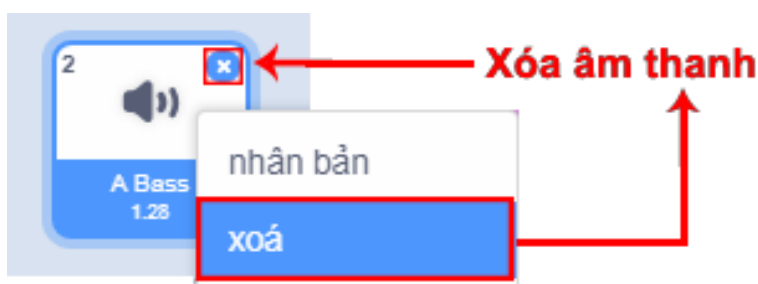 2
Xóa âm thanh
nhân bản
A Bass
1.28
xoá